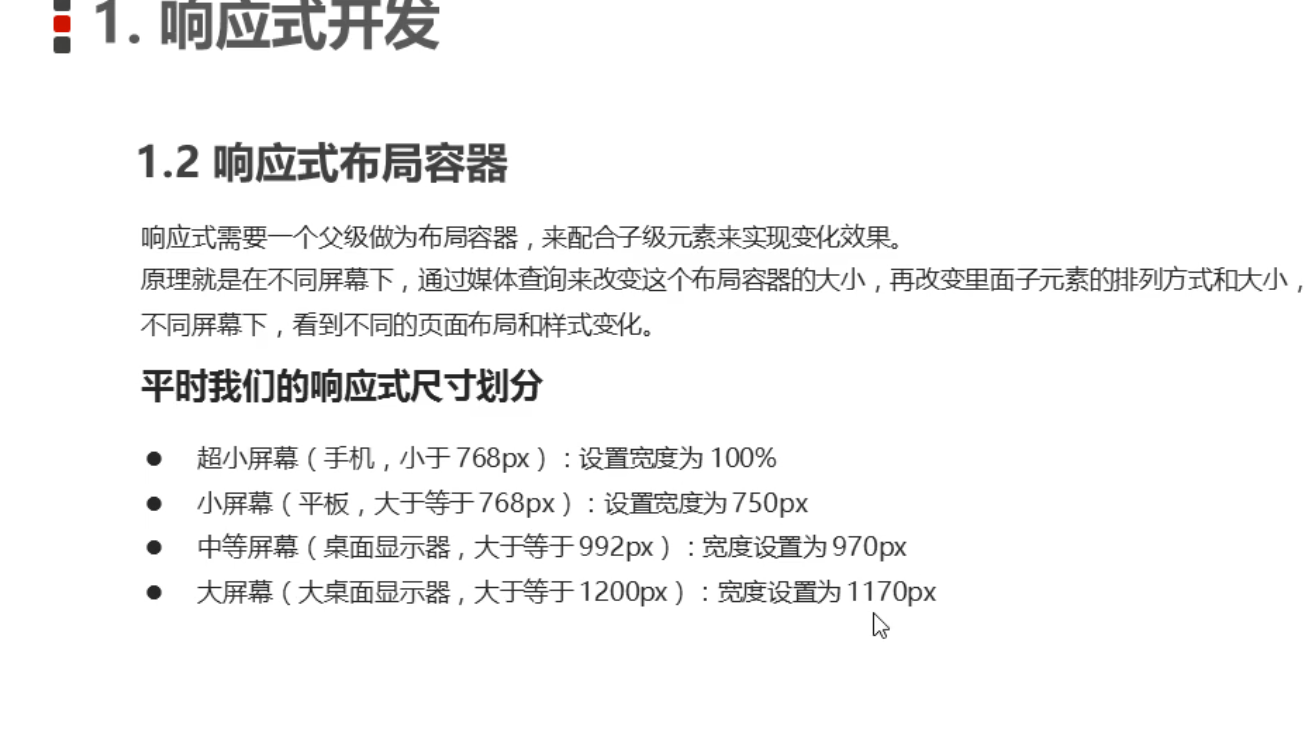 1. 响应式开发
1.2 响应式布局容器
响应式需要一个父级做为布局容器，来配合子级元素来实现变化效果。
原理就是在不同屏幕下，通过媒体查询来改变这个布局容器的大小，再改变里面子元素的排列方式和大小，
不同屏幕下，看到不同的页面布局和样式变化。
平时我们的响应式尺寸划分
● 超小屏幕（手机，小于 768px）：设置宽度为 100%
● 小屏幕（平板，大于等于 768px）：设置宽度为 750px
● 中等屏幕（桌面显示器，大于等于 992px）：宽度设置为 970px
● 大屏幕（大桌面显示器，大于等于 1200px）：宽度设置为 1170px